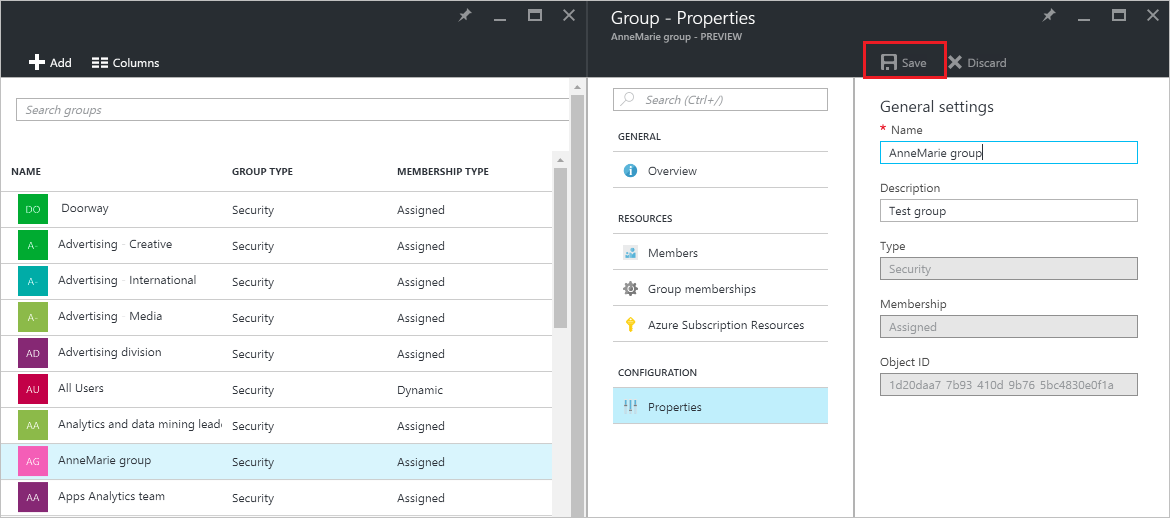 Group - Properties
AnneMarie group - PREVIEW
Add Columns
Save Discard
Search groups
NAME GROUP TYPE MEMBERSHIP TYPE
DO Doorway Security Assigned
A- Advertising - Creative Security Assigned
A- Advertising - International Security Assigned
A- Advertising - Media Security Assigned
AD Advertising division Security Assigned
AU All Users Security Dynamic
AA Analytics and data mining leade Security Assigned
AG AnneMarie group Security Assigned
AA Apps Analytics team Security Assigned
Search (Ctrl+/)
GENERAL
Overview
RESOURCES
Members
Group memberships
Azure Subscription Resources
CONFIGURATION
Properties
General settings
* Name
AnneMarie group
Description
Test group
Type
Security
Membership
Assigned
Object ID
1d20daa7 7b93 410d 9b76 5bc4830e0f1a